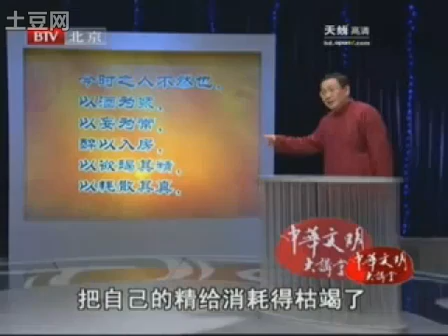 土豆网
BTV 北京
天线 高清
今时之人不然也,
以酒为浆,
以妄为常,
醉以入房,
以欲竭其精,
以耗散其真,
中华文明
大讲堂
中华文明
大讲堂
把自己的精给消耗得枯竭了